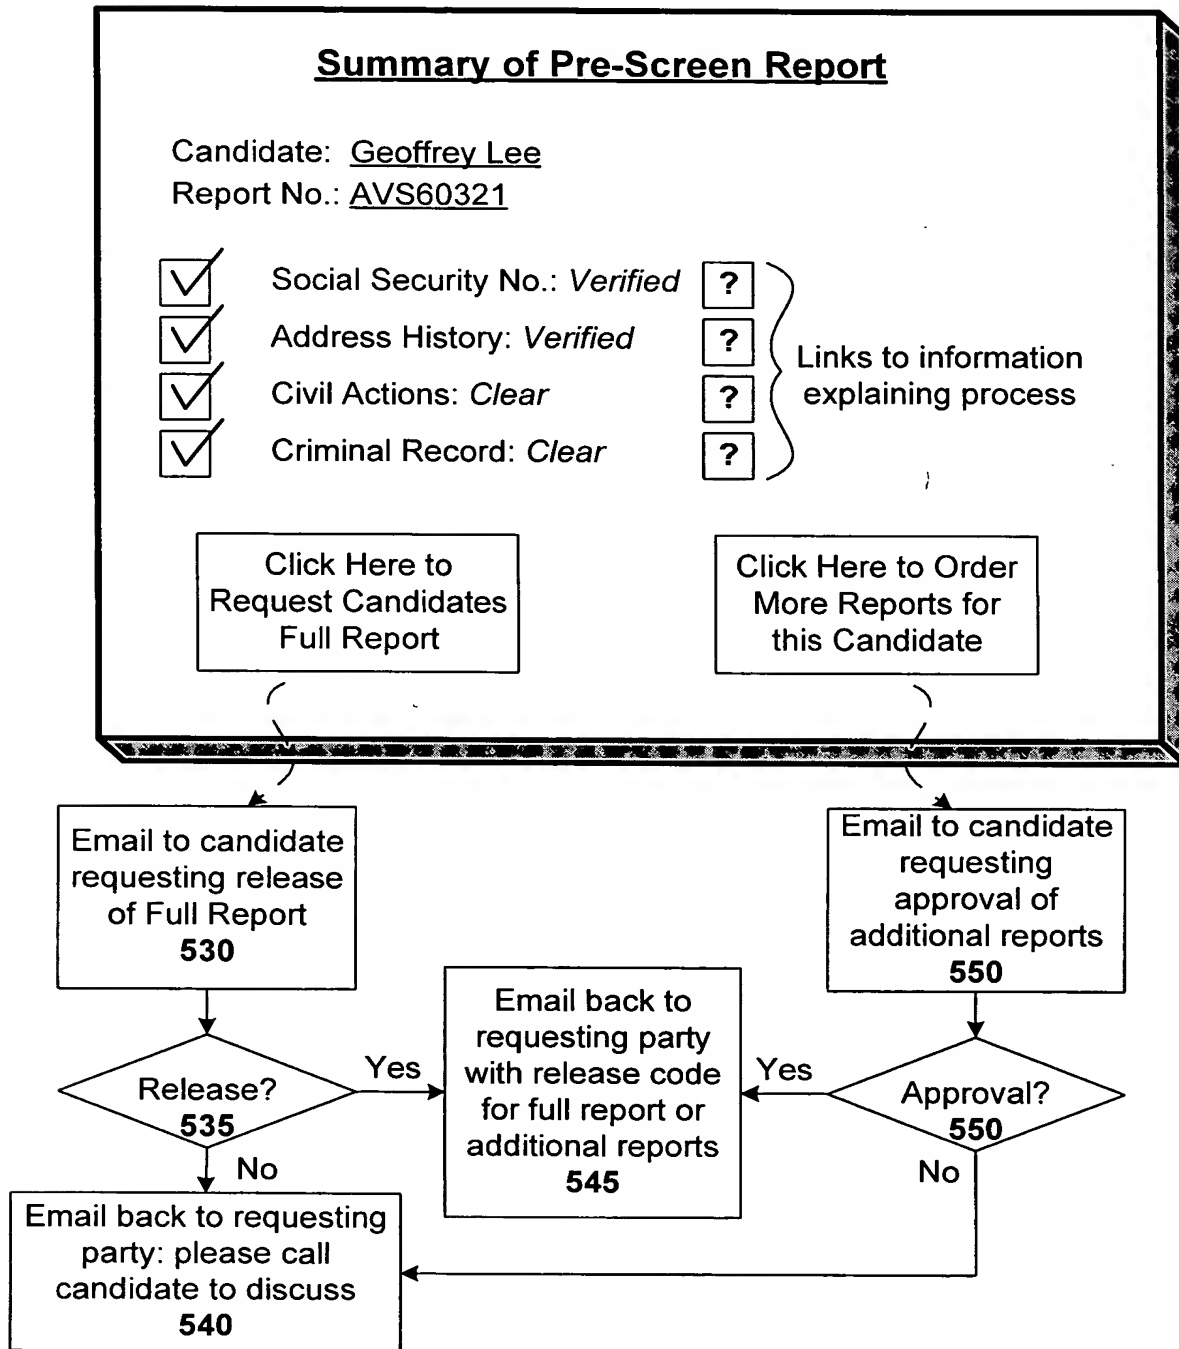 Summary of Pre-Screen Report
Candidate: Geoffrey Lee
Report No.: AVS60321
Social Security No.: Verified ?
Address History: Verified ?
Civil Actions: Clear ?
Criminal Record: Clear ?
Links to information
explaining process
Click Here to
Request Candidates
Full Report
Click Here to Order
More Reports for
this Candidate
Email to candidate
requesting release
of Full Report
530
Email to candidate
requesting
approval of
additional reports
550
Release?
535
Yes
No
Email back to
requesting party
with release code
for full report or
additional reports
545
Yes
Approval?
550
No
Email back to requesting
party: please call
candidate to discuss
540